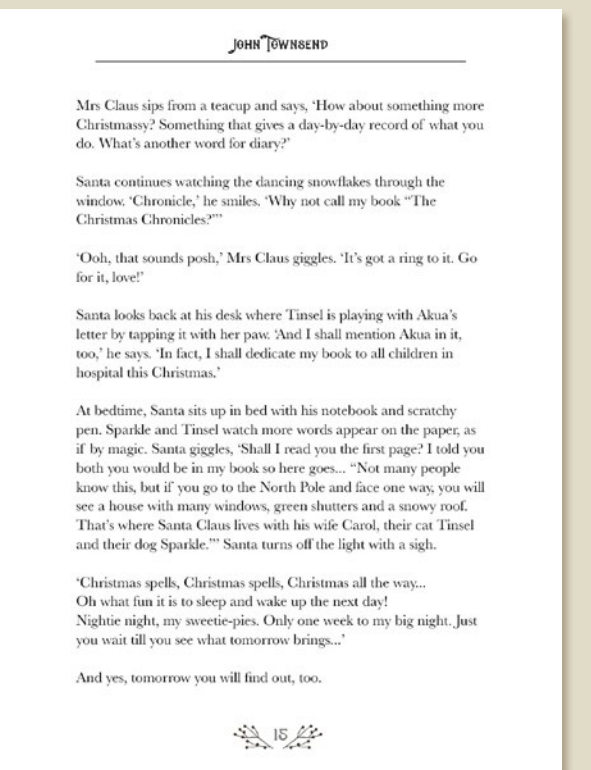 John Townsend
Mrs Claus sips from a teacup and says, ‘How about something more
Christmassy? Something that gives a day-by-day record of what you
do. What’s another word for diary?’
Santa continues watching the dancing snowflakes through the
window. ‘Chronicle,’ he smiles. ‘Why not call my book “The
Christmas Chronicles?”’
‘Ooh, that sounds posh,’ Mrs Claus giggles. ‘It’s got a ring to it. Go
for it, love!’
Santa looks back at his desk where Tinsel is playing with Akua’s
letter by tapping it with her paw. ‘And I shall mention Akua in it,
too,’ he says. ‘In fact, I shall dedicate my book to all children in
hospital this Christmas.’
At bedtime, Santa sits up in bed with his notebook and scratchy
pen. Sparkle and Tinsel watch more words appear on the paper, as
if by magic. Santa giggles, ‘Shall I read you the first page? I told you
both you would be in my book so here goes... “Not many people
know this, but if you go to the North Pole and face one way, you will
see a house with many windows, green shutters and a snowy roof.
That’s where Santa Claus lives with his wife Carol, their cat Tinsel
and their dog Sparkle.”’ Santa turns off the light with a sigh.
‘Christmas spells, Christmas spells, Christmas all the way...
Oh what fun it is to sleep and wake up the next day!
Nightie night, my sweetie-pies. Only one week to my big night. Just
you wait till you see what tomorrow brings...’
And yes, tomorrow you will find out, too.
15